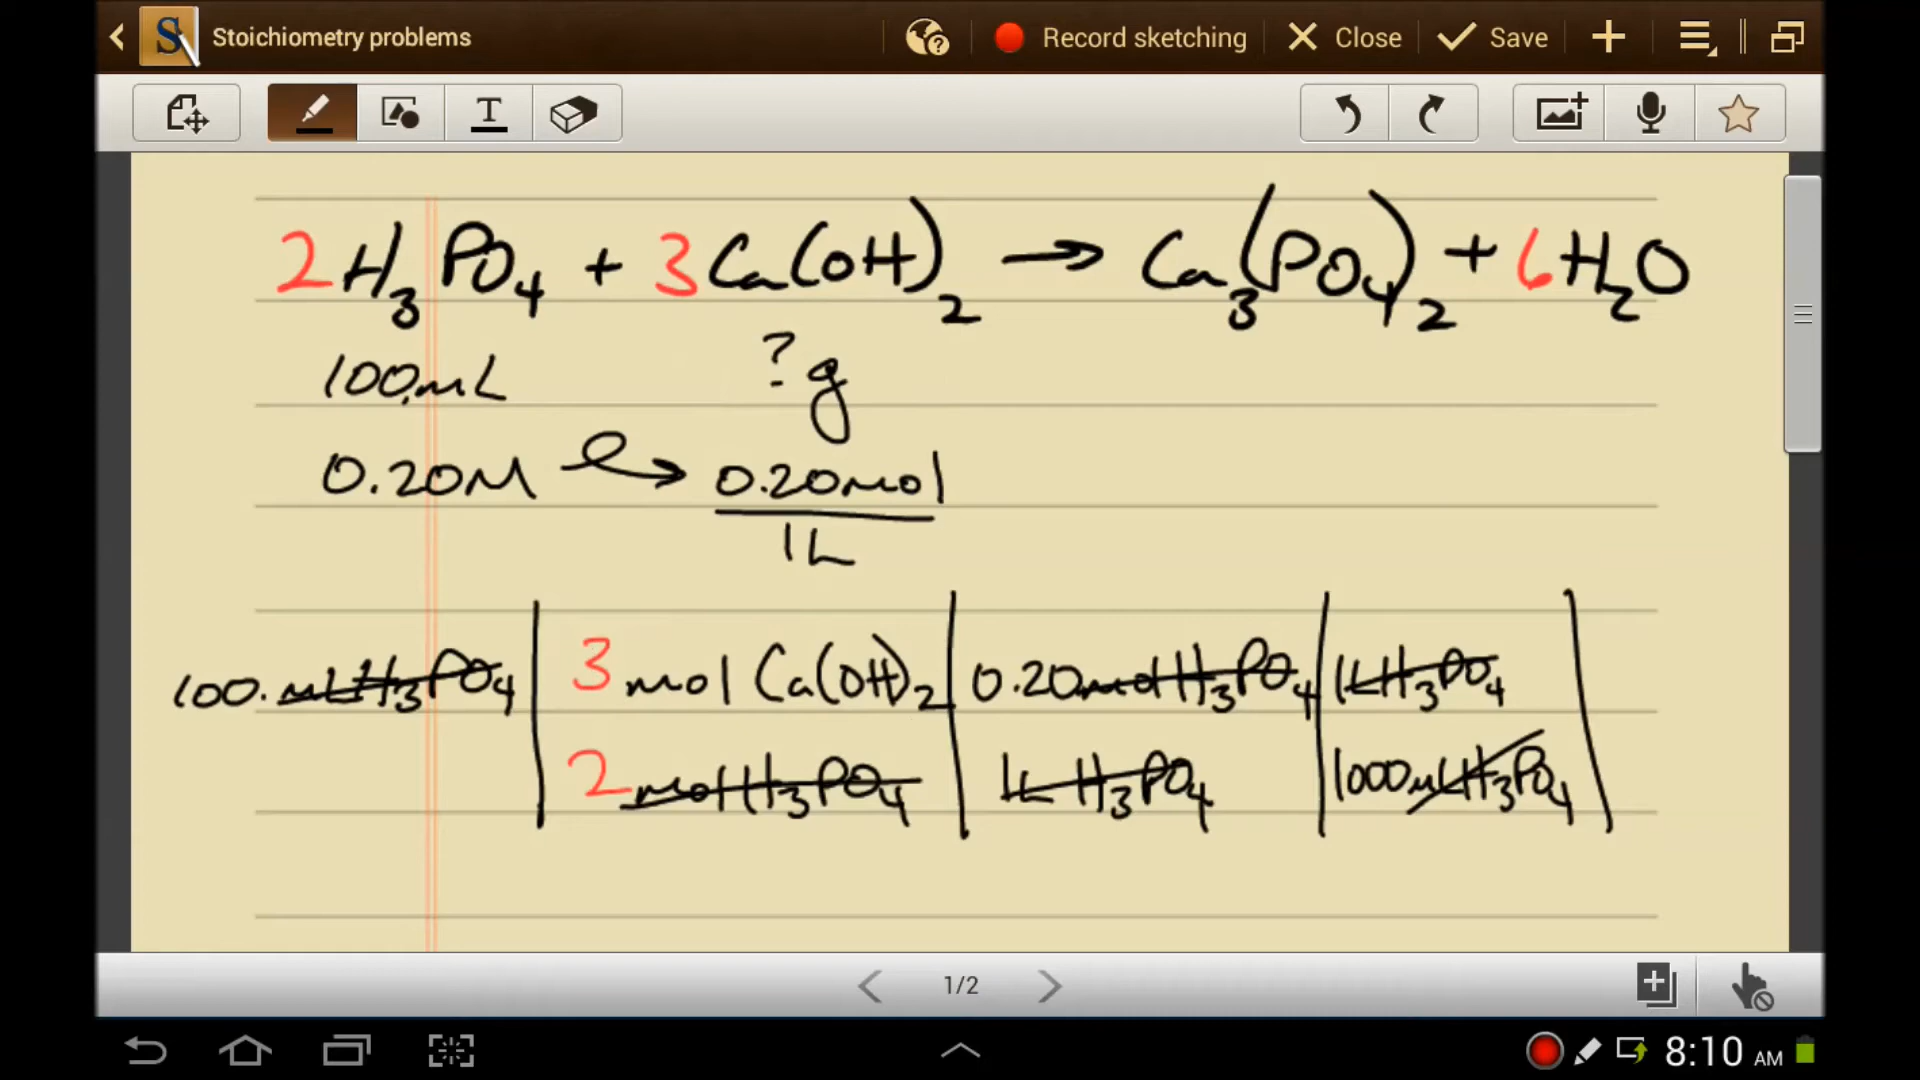 Stoichiometry problems
Record sketching
Close
Save
T
2H₃PO₄ + 3Ca(OH)₂ → Ca₃(PO₄)₂ + 6H₂O
100.mL ? g
0.20M → 0.20mol
1L
100. mL H₃PO₄ | 3 mol Ca(OH)₂ | 0.20 mol H₃PO₄ | 1L H₃PO₄ |
2 mol H₃PO₄ | 1L H₃PO₄ | 1000mL H₃PO₄
1/2
8:10 AM